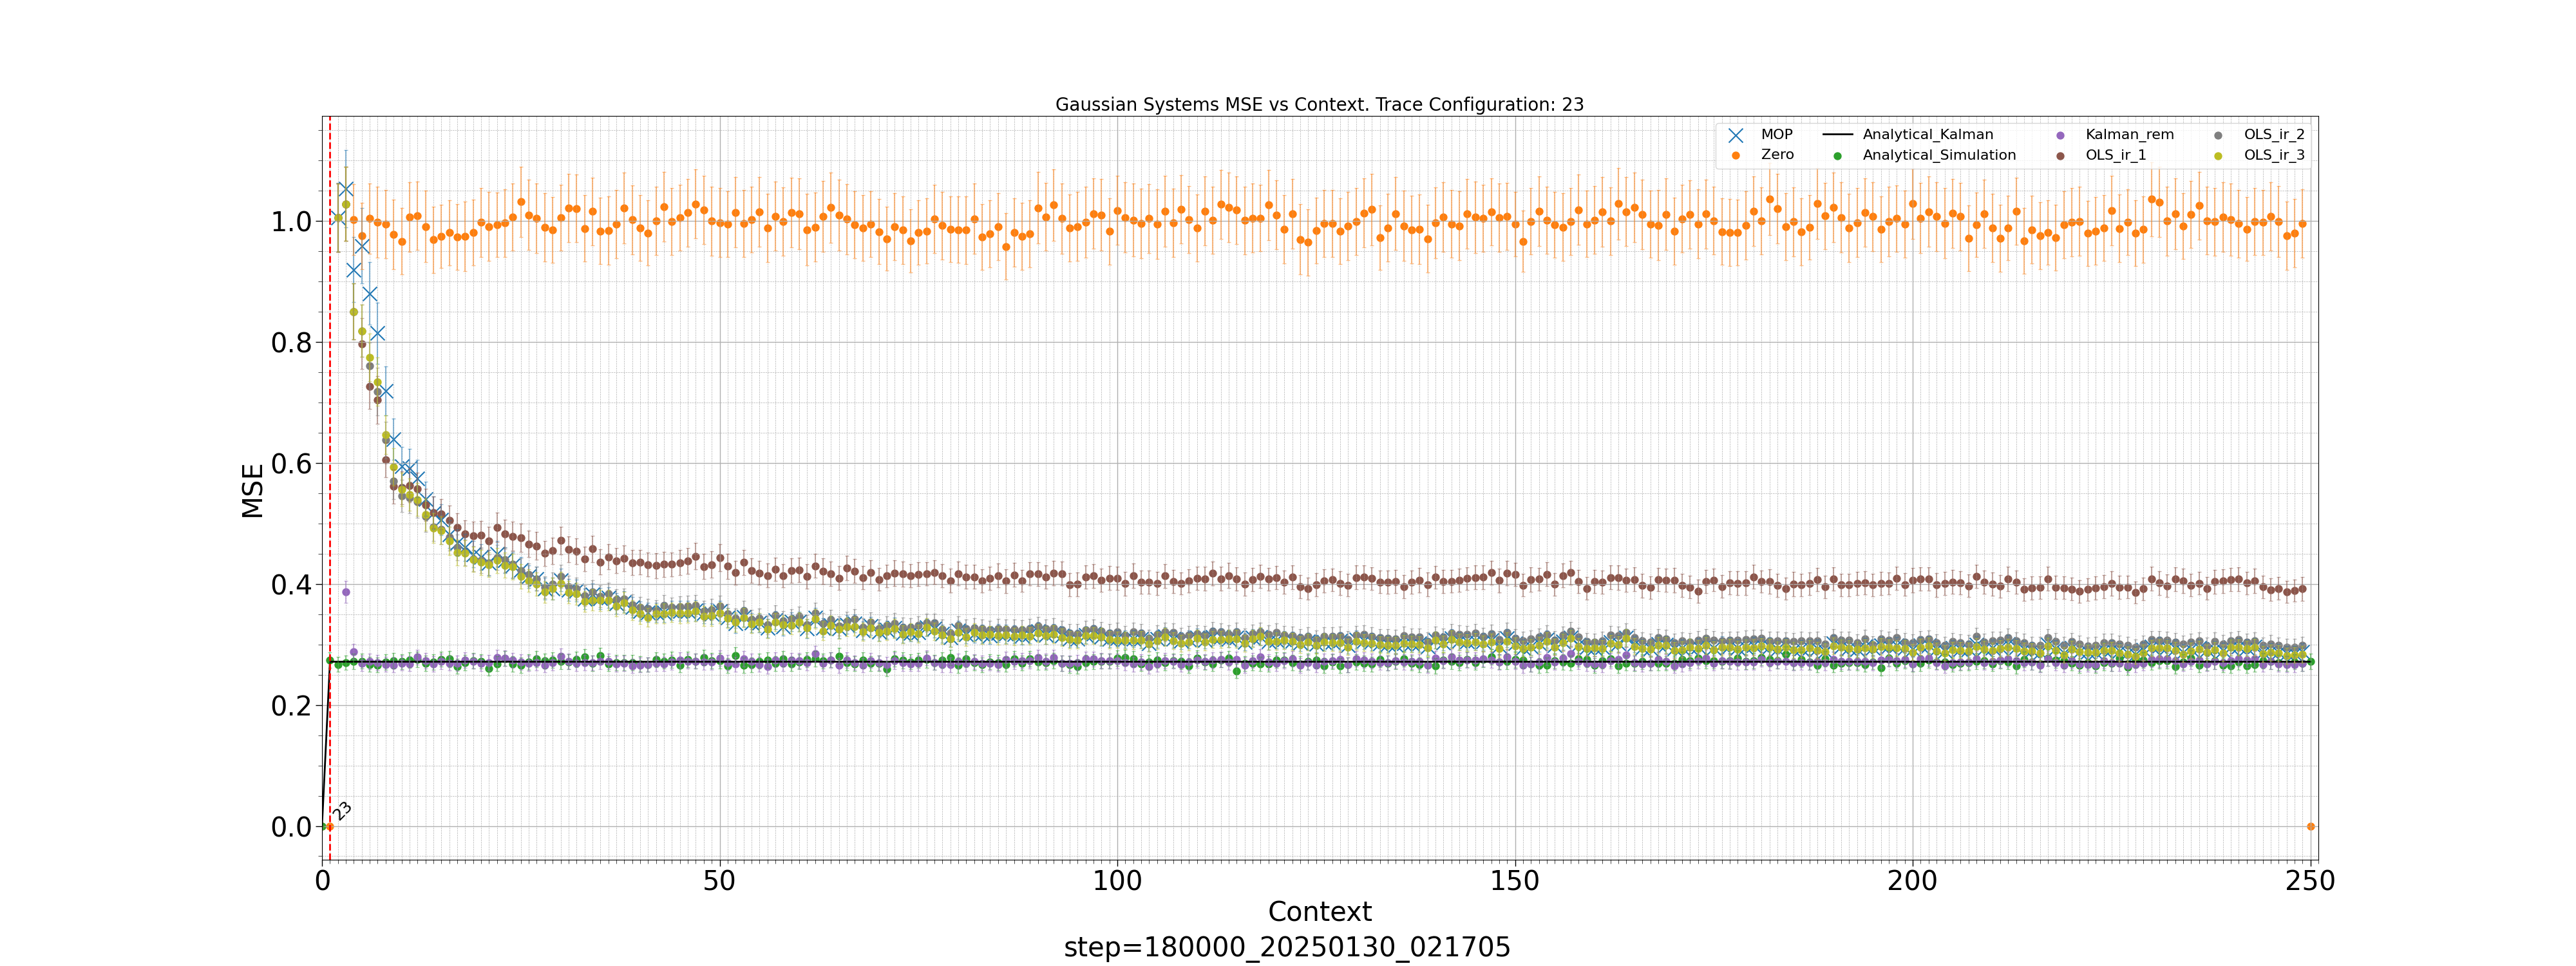 Gaussian Systems MSE vs Context. Trace Configuration: 23
MOP
Zero
Analytical_Kalman
Analytical_Simulation
Kalman_rem
OLS_ir_1
OLS_ir_2
OLS_ir_3
MSE
1.0
0.8
0.6
0.4
0.2
0.0
23
0
50
100
150
200
250
Context
step=180000_20250130_021705